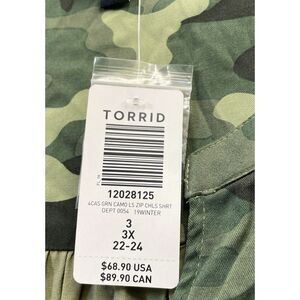 TORRID
12028125
4CAS GRN CAMO LS ZIP CHLS SHRT
DEPT 0054 : 19WINTER
3
3X
22-24
$68.90 USA
$89.90 CAN